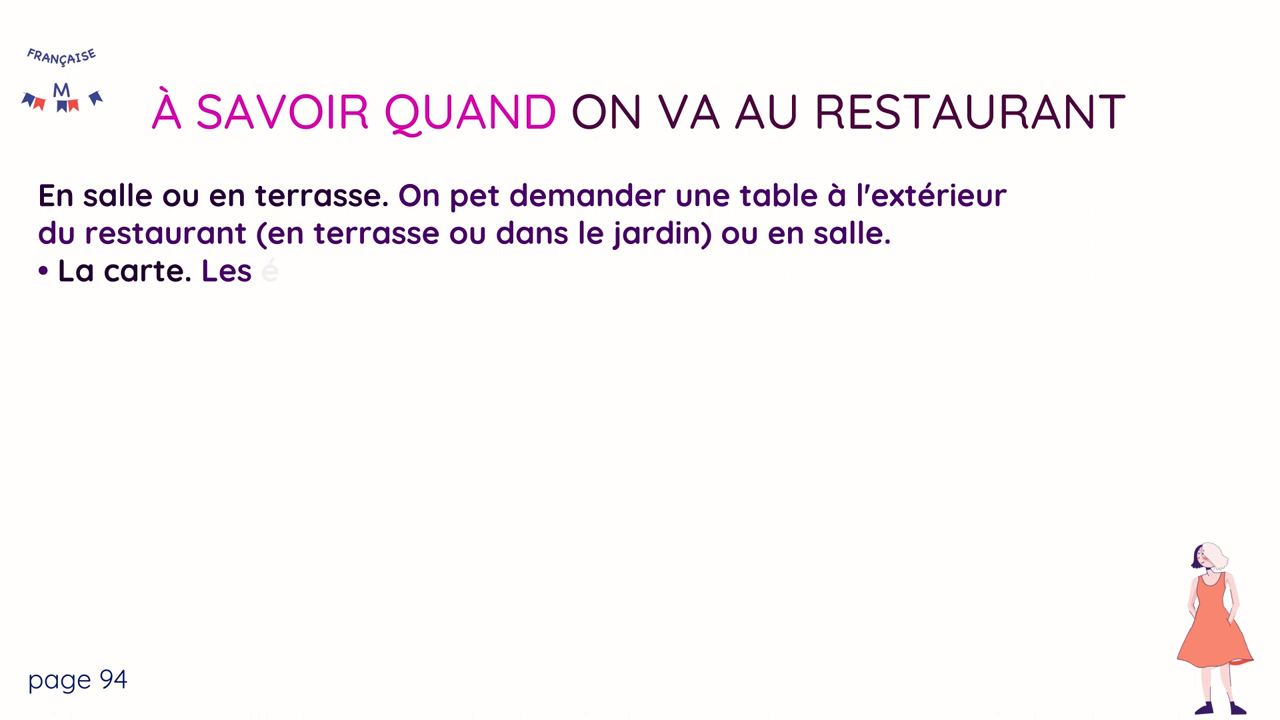 FRANÇAISE
M
À SAVOIR QUAND ON VA AU RESTAURANT
En salle ou en terrasse. On pet demander une table à l'extérieur
du restaurant (en terrasse ou dans le jardin) ou en salle.
• La carte. Les é
page 94